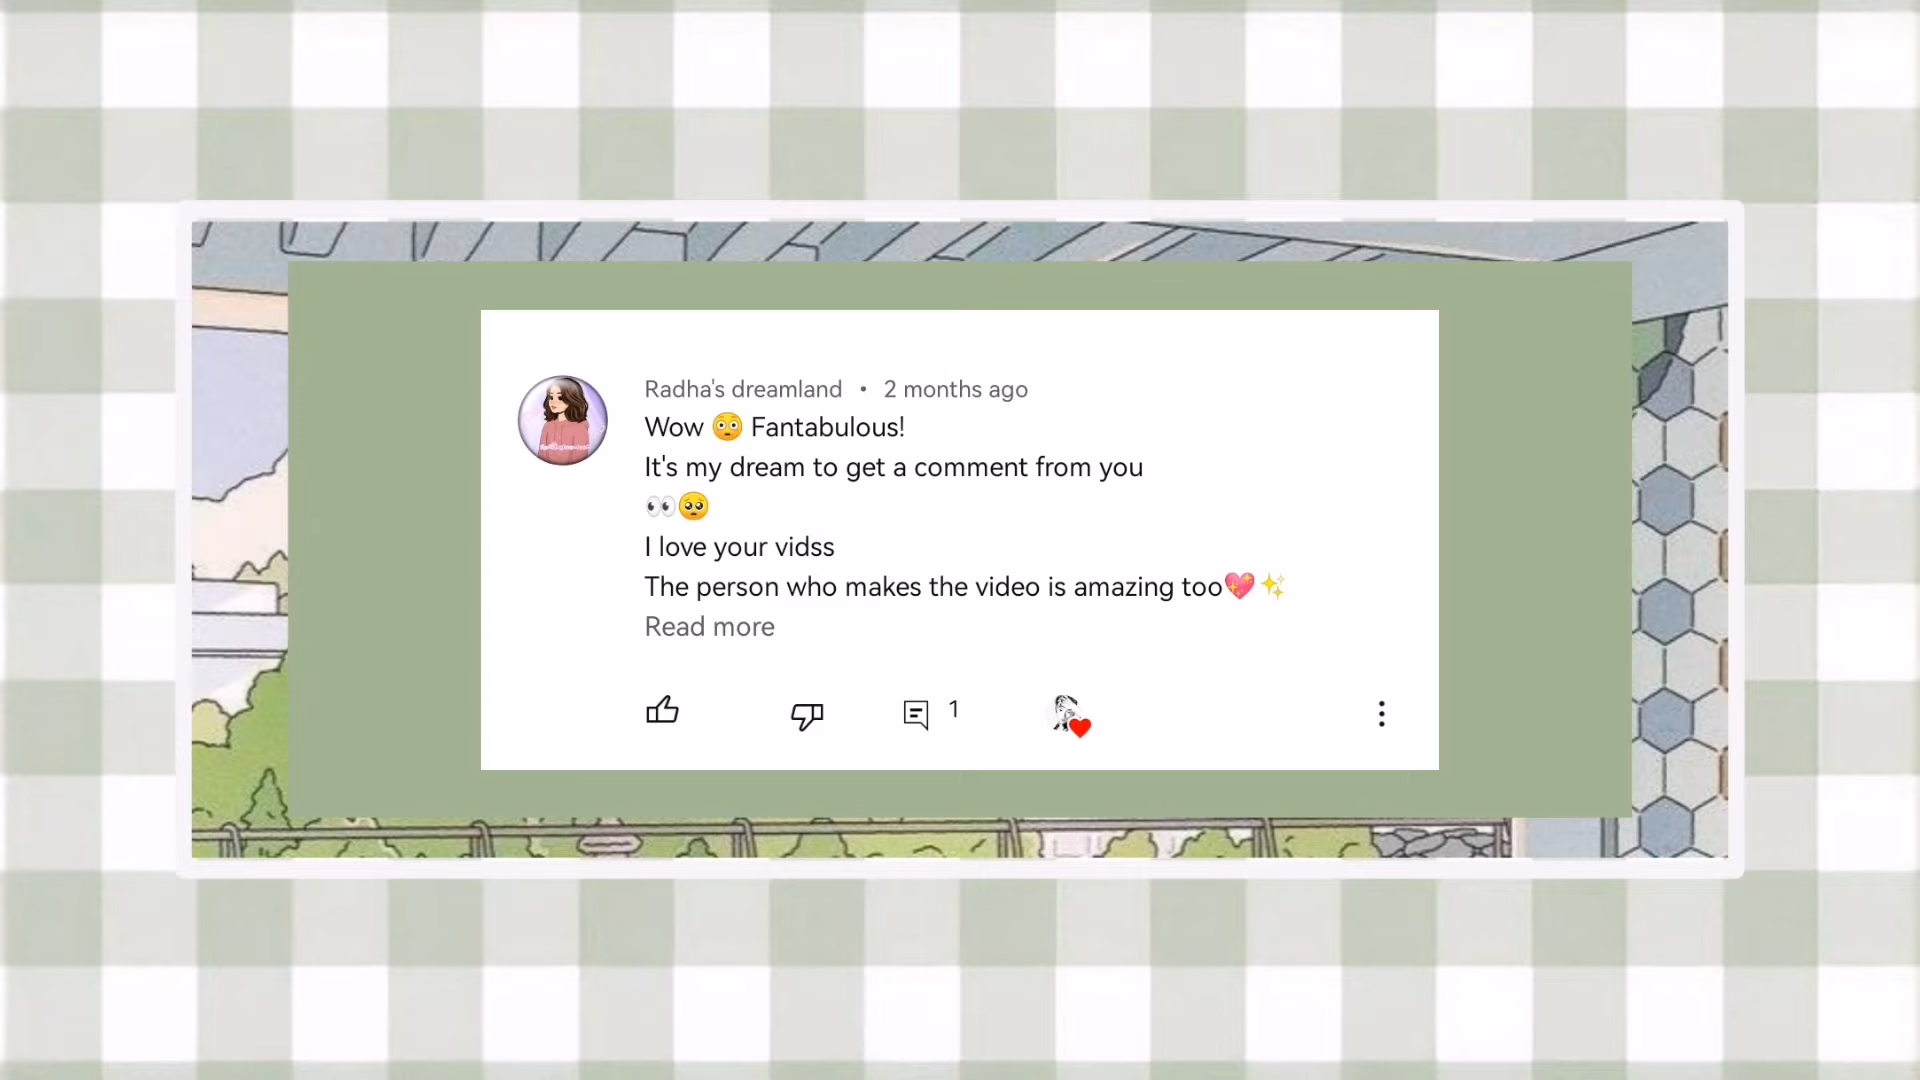 Radha's dreamland • 2 months ago
Wow 😳 Fantabulous!
It's my dream to get a comment from you
👀🥺
I love your vidss
The person who makes the video is amazing too💖✨
Read more
1